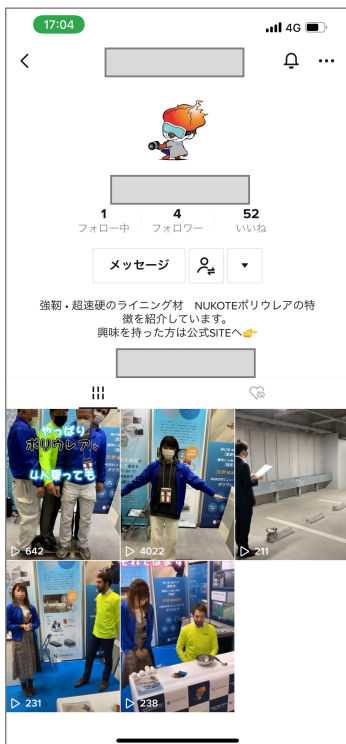 17:04
4G
1
4
52
フォロー中
フォロワー
いいね
メッセージ
強靭・超速硬のライニング材 NUKOTEポリウレアの特
徴を紹介しています。
興味を持った方は公式SITEへ👉
やっぱり
ポリウレア、
4人乗っても
642
4022
211
231
238